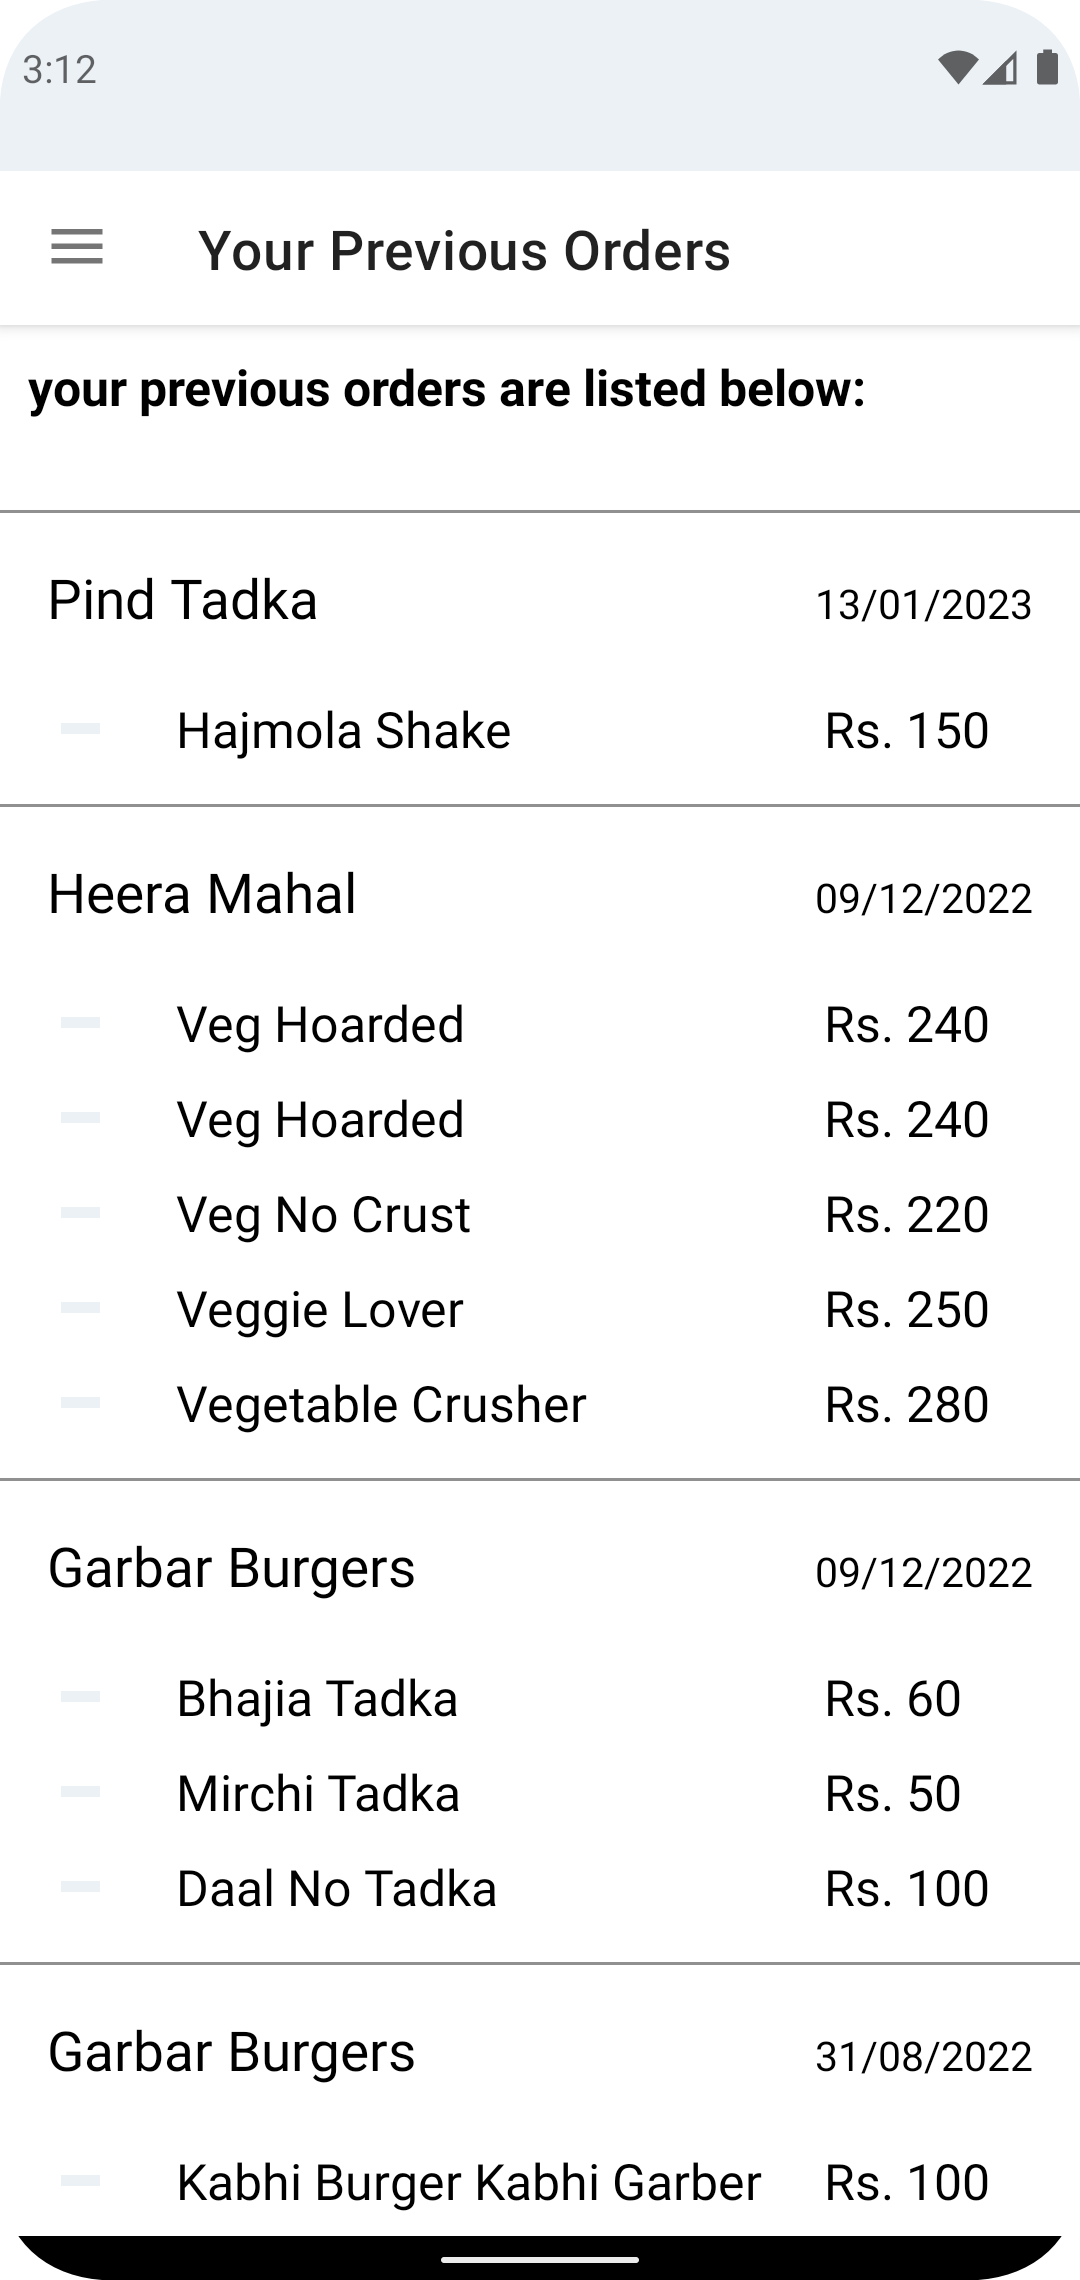 3:12
Your Previous Orders
your previous orders are listed below:
Pind Tadka 13/01/2023
Hajmola Shake Rs. 150
Heera Mahal 09/12/2022
Veg Hoarded Rs. 240
Veg Hoarded Rs. 240
Veg No Crust Rs. 220
Veggie Lover Rs. 250
Vegetable Crusher Rs. 280
Garbar Burgers 09/12/2022
Bhajia Tadka Rs. 60
Mirchi Tadka Rs. 50
Daal No Tadka Rs. 100
Garbar Burgers 31/08/2022
Kabhi Burger Kabhi Garber Rs. 100